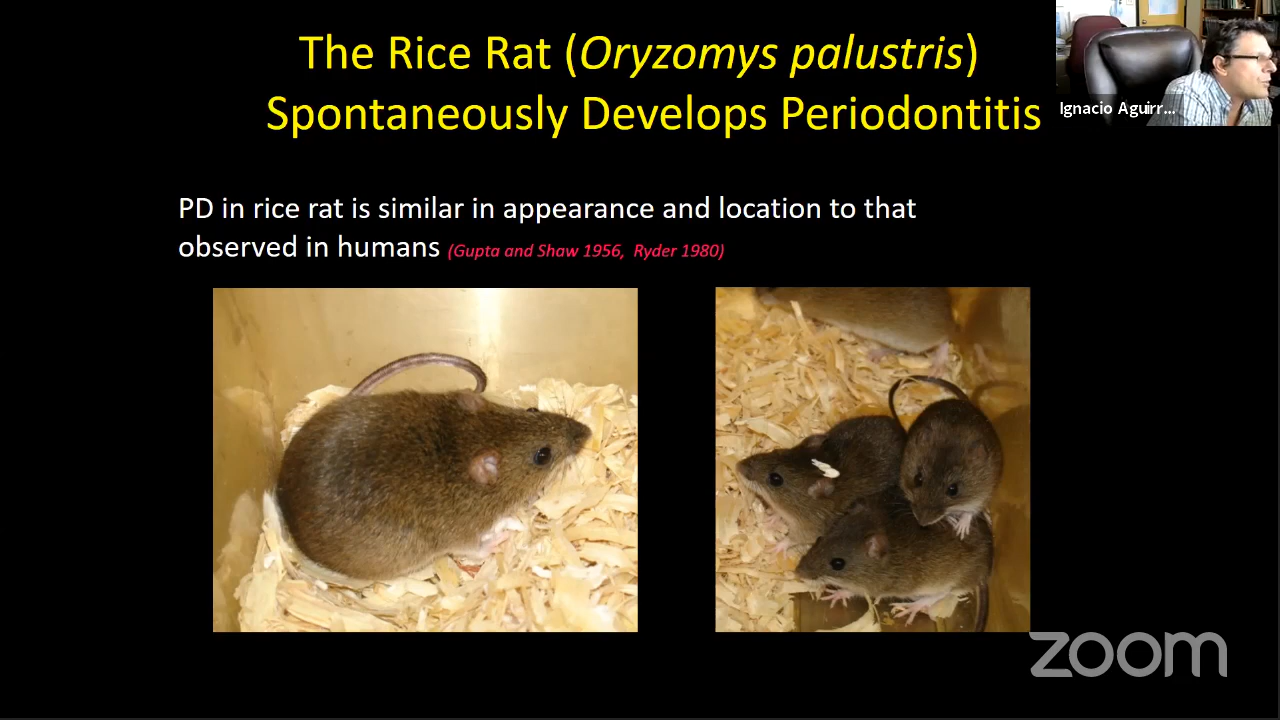 The Rice Rat (Oryzomys palustris)
Spontaneously Develops Periodontitis
Ignacio Aguirr...
PD in rice rat is similar in appearance and location to that
observed in humans (Gupta and Shaw 1956, Ryder 1980)
zoom